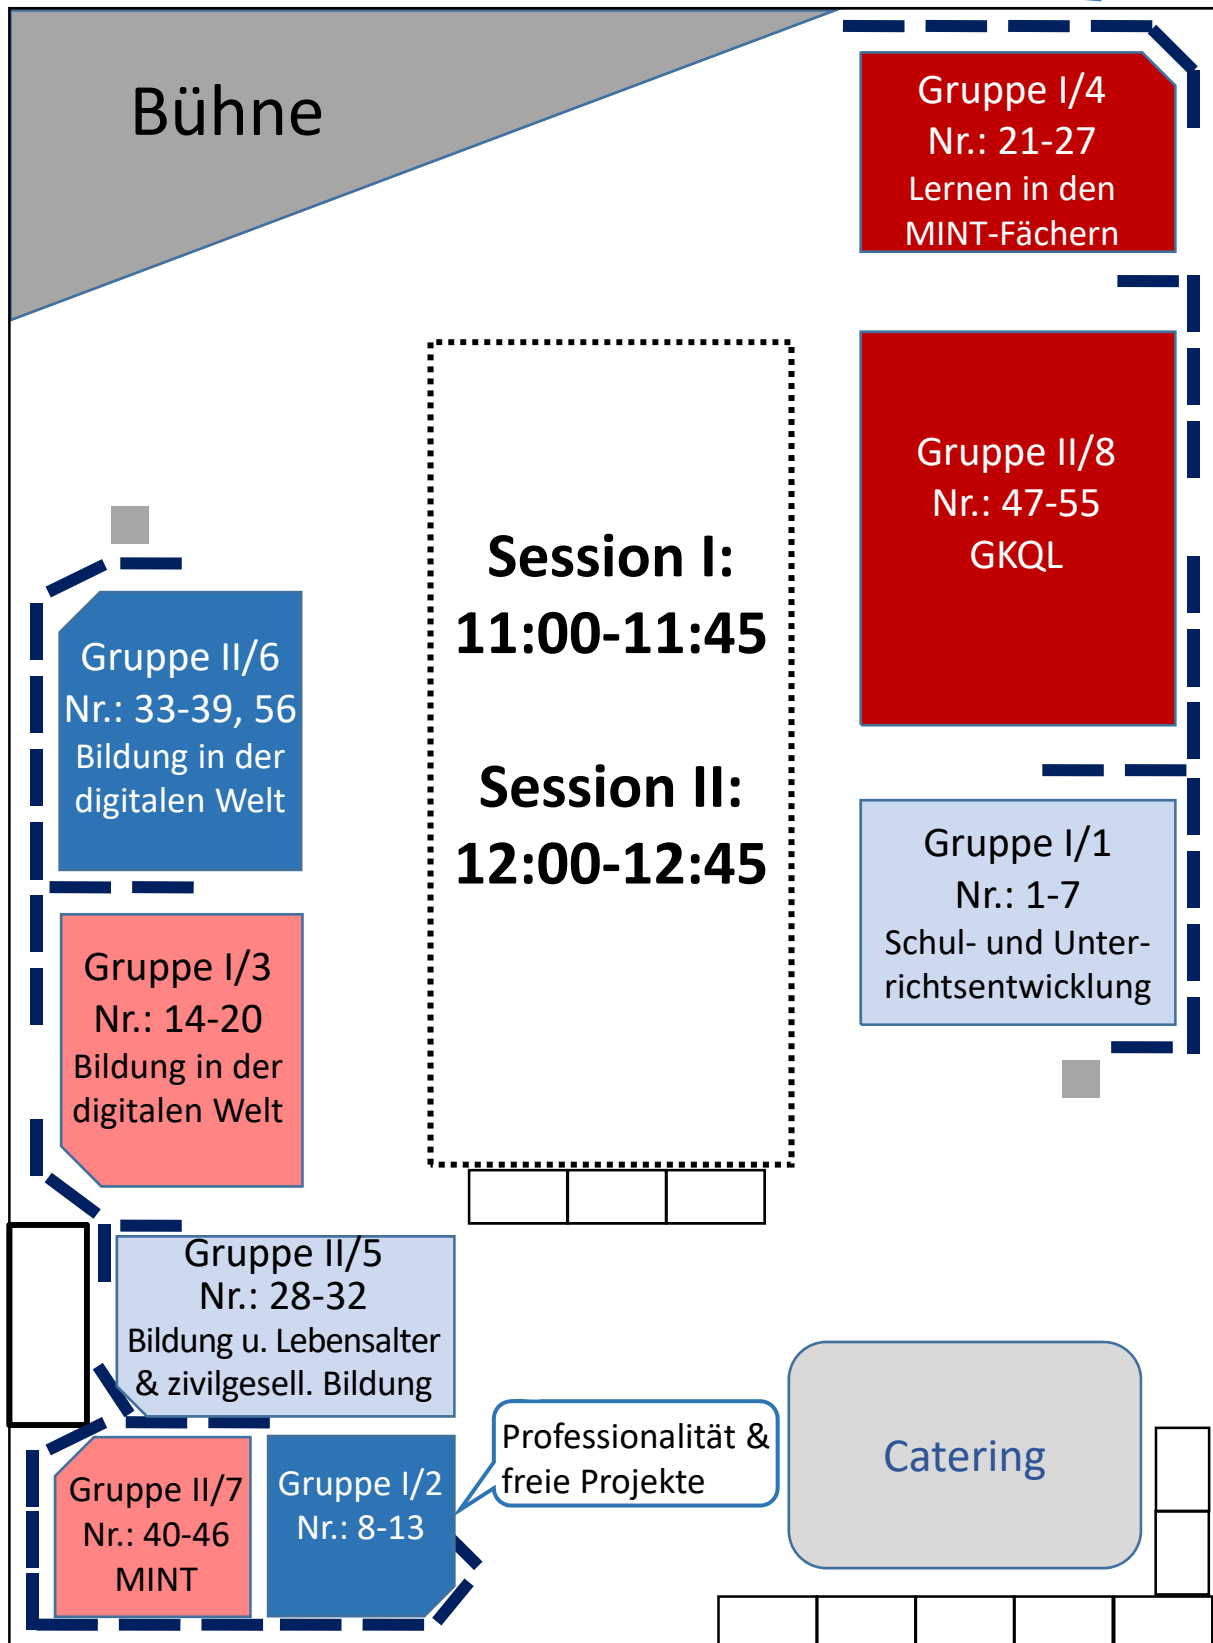 Bühne
Gruppe I/4
Nr.: 21-27
Lernen in den
MINT-Fächern
Gruppe II/8
Nr.: 47-55
GKQL
Session I:
11:00-11:45
Session II:
12:00-12:45
Gruppe II/6
Nr.: 33-39, 56
Bildung in der
digitalen Welt
Gruppe I/1
Nr.: 1-7
Schul- und Unter-
richtsentwicklung
Gruppe I/3
Nr.: 14-20
Bildung in der
digitalen Welt
Gruppe II/5
Nr.: 28-32
Bildung u. Lebensalter
& zivilgesell. Bildung
Professionalität &
freie Projekte
Catering
Gruppe II/7
Nr.: 40-46
MINT
Gruppe I/2
Nr.: 8-13